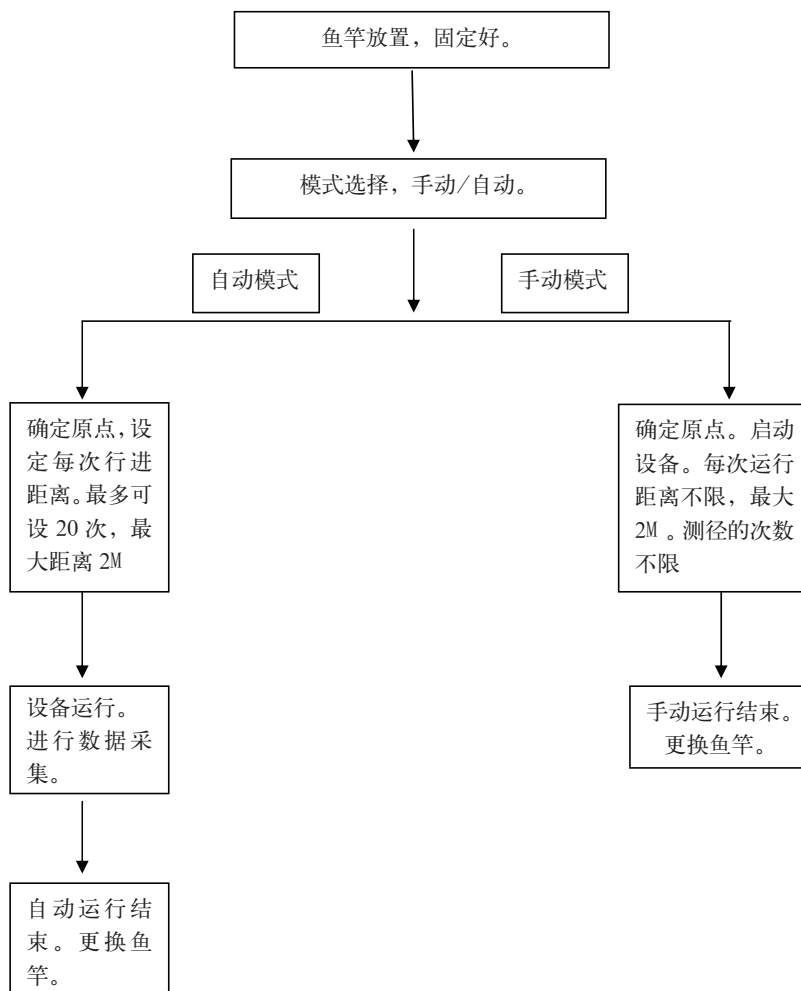 鱼竿放置，固定好。
模式选择，手动/自动。
自动模式
手动模式
确定原点，设
定每次行进
距离。最多可
设 20 次，最
大距离 2M
确定原点。启动
设备。每次运行
距离不限，最大
2M 。测径的次数
不限
设备运行。
进行数据采
集。
手动运行结束。
更换鱼竿。
自动运行结
束。更换鱼
竿。